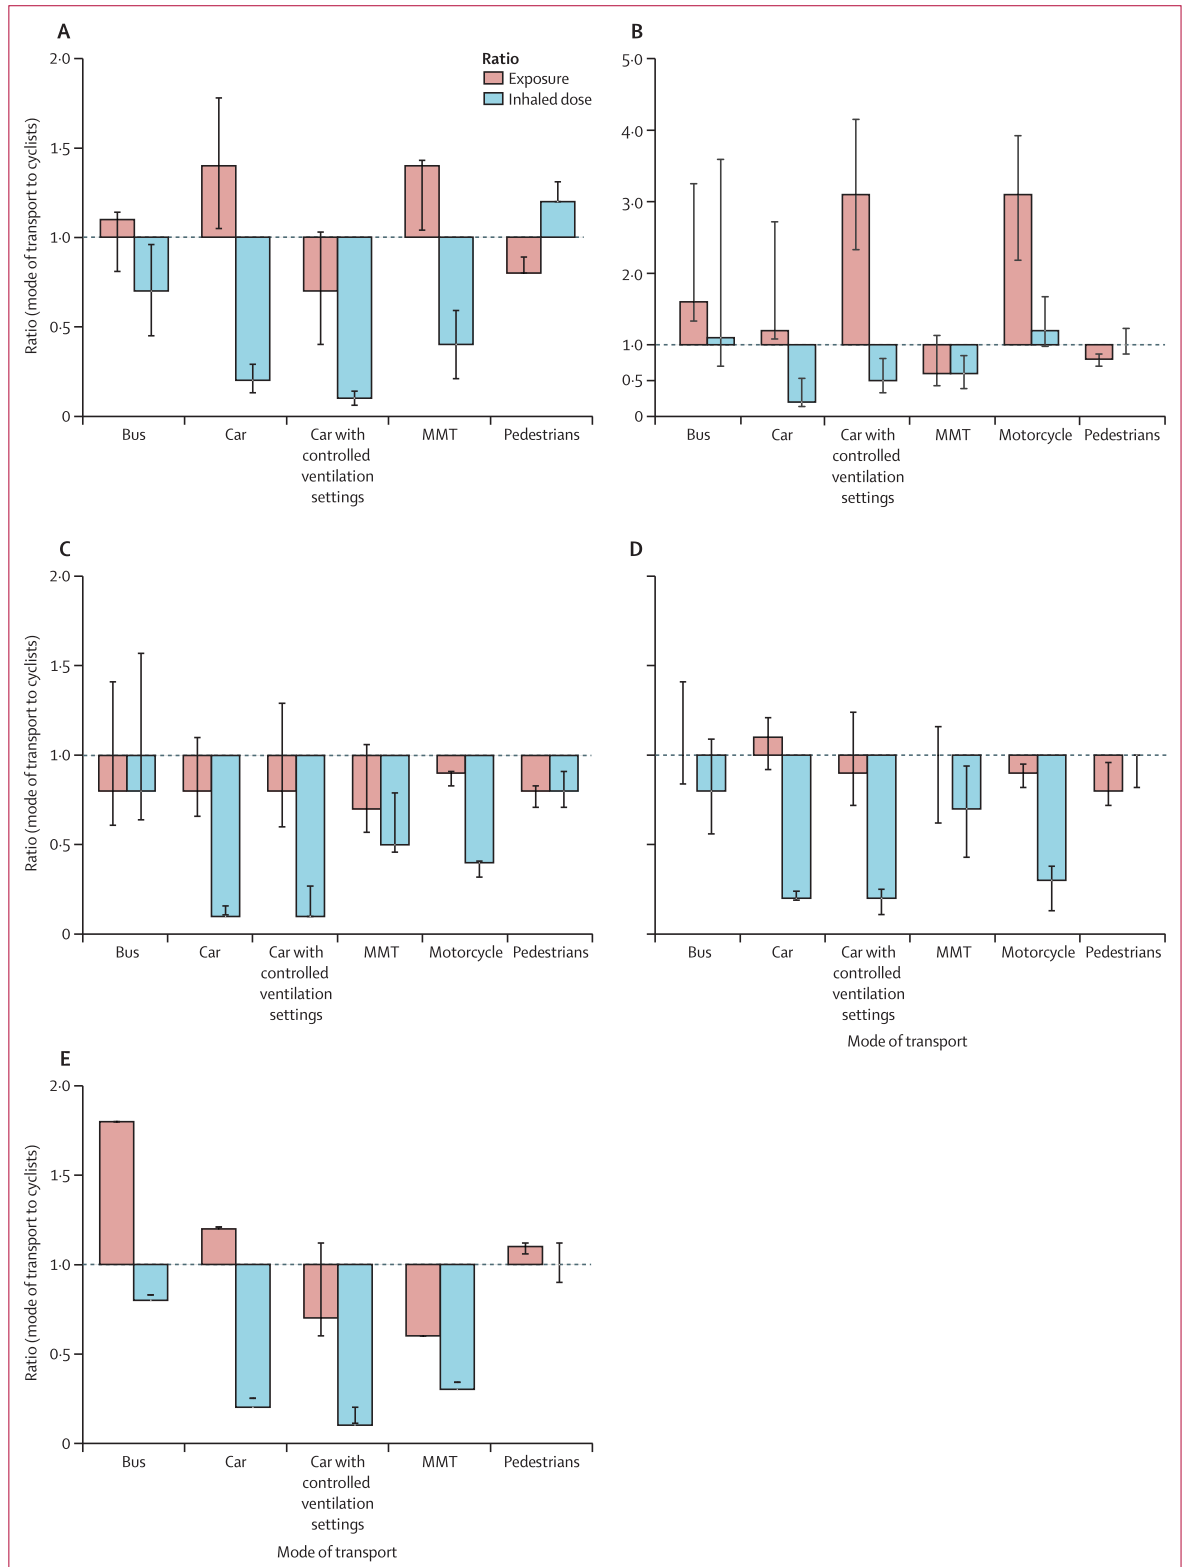 A
Ratio (mode of transport to cyclists)
2·0
1·5
1·0
0·5
0
Ratio
Exposure
Inhaled dose
Bus
Car
Car with
controlled
ventilation
settings
MMT
Pedestrians
B
5·0
4·0
3·0
2·0
1·0
0·5
0
Bus
Car
Car with
controlled
ventilation
settings
MMT
Motorcycle
Pedestrians
C
Ratio (mode of transport to cyclists)
2·0
1·5
1·0
0·5
0
Bus
Car
Car with
controlled
ventilation
settings
MMT
Motorcycle
Pedestrians
D
Bus
Car
Car with
controlled
ventilation
settings
MMT
Motorcycle
Pedestrians
Mode of transport
E
Ratio (mode of transport to cyclists)
2·0
1·5
1·0
0·5
0
Bus
Car
Car with
controlled
ventilation
settings
MMT
Pedestrians
Mode of transport